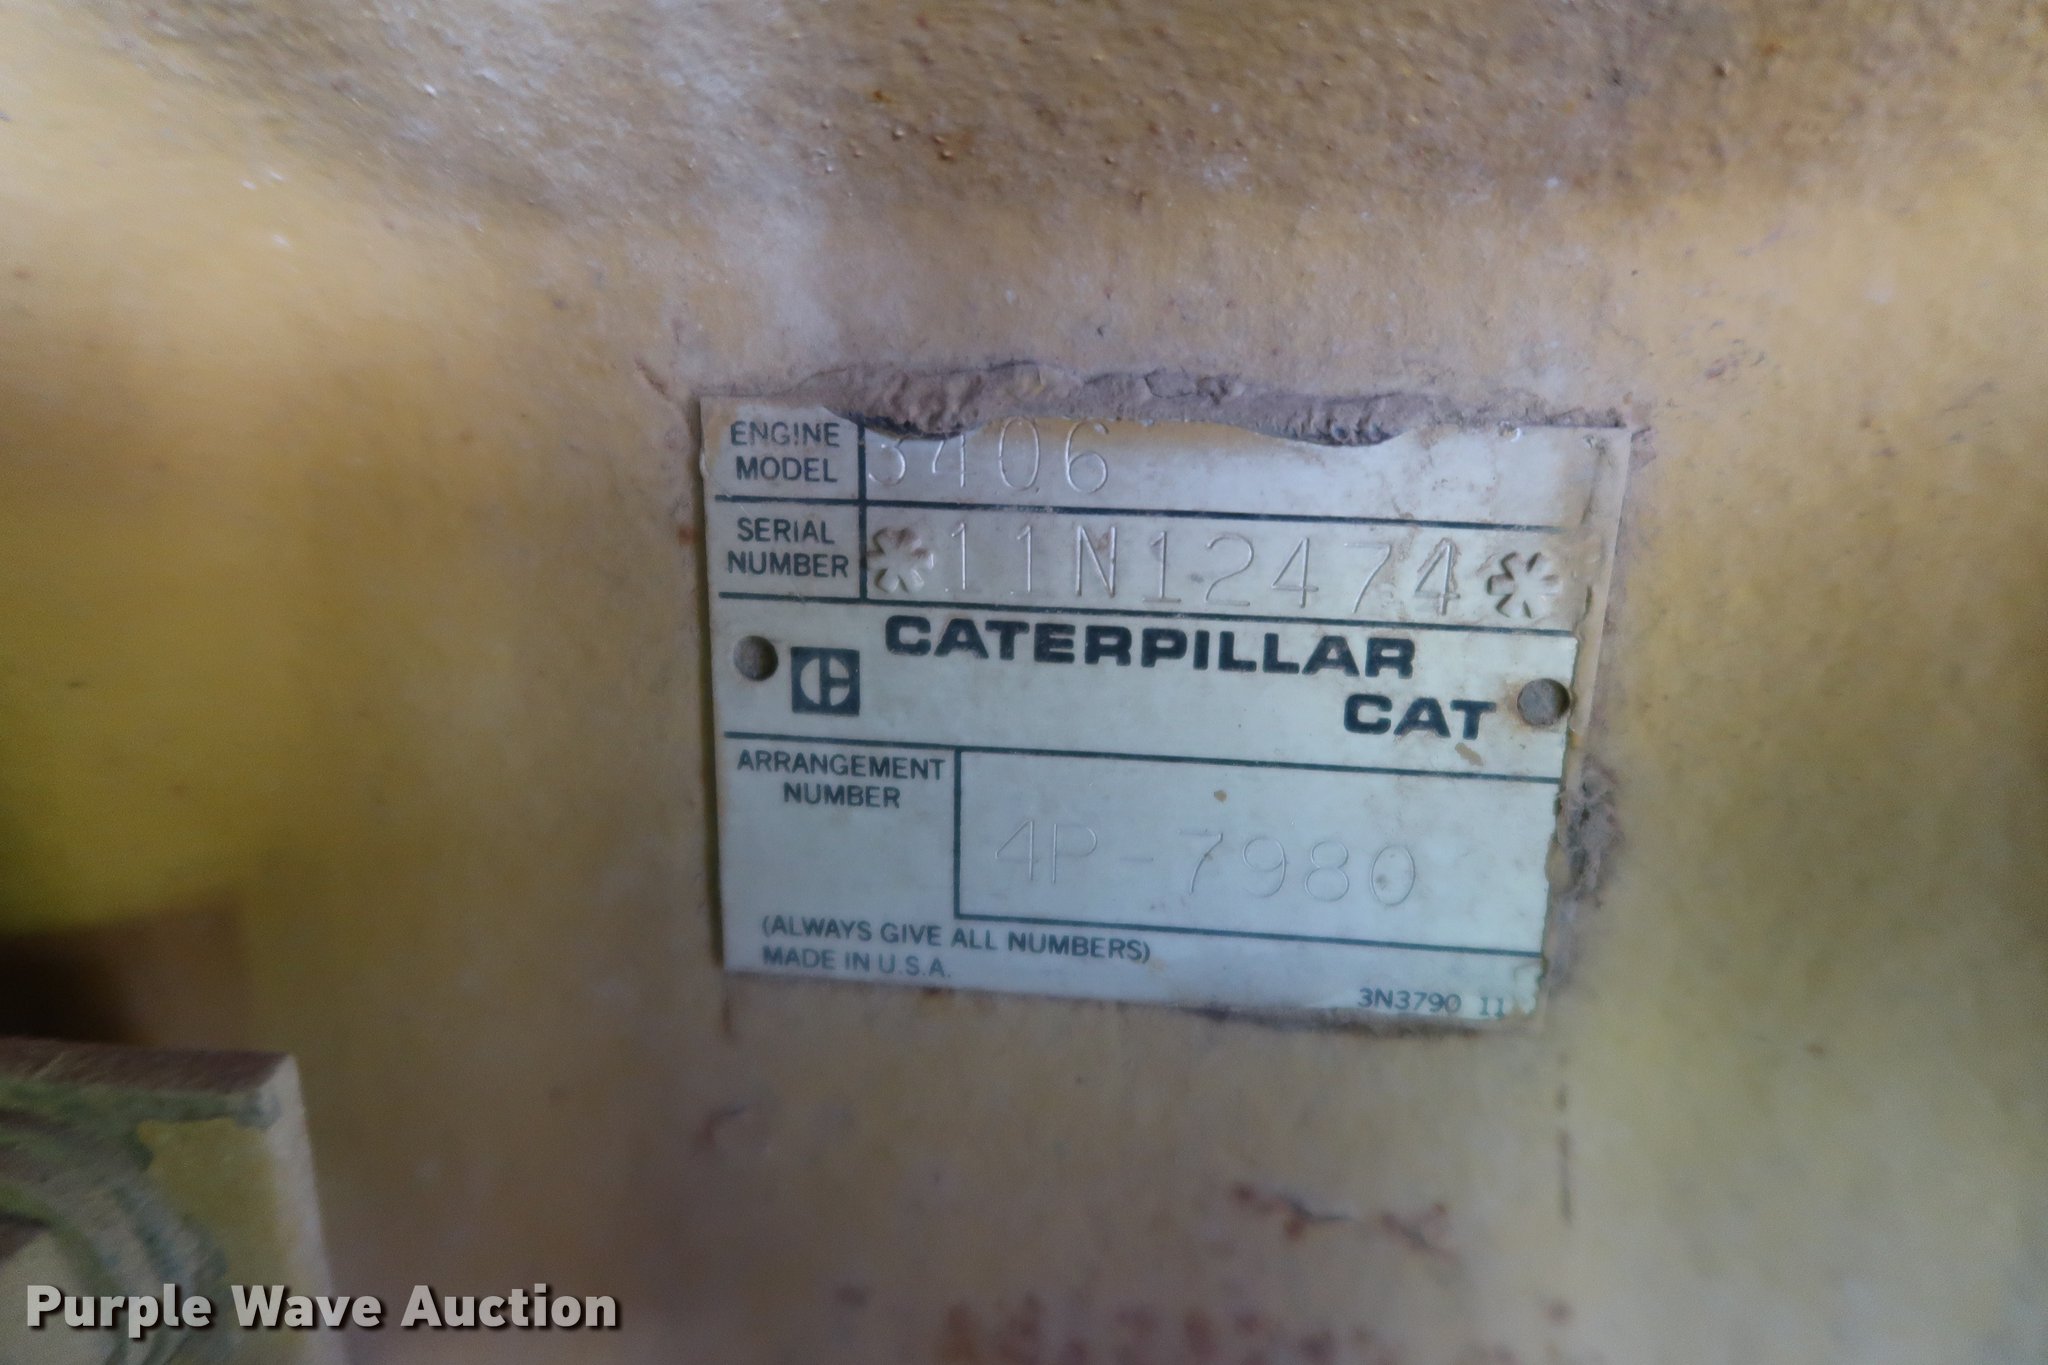 ENGINE MODEL 3406
SERIAL NUMBER *11N12474*
CATERPILLAR
CAT
ARRANGEMENT NUMBER
4P-7980
(ALWAYS GIVE ALL NUMBERS)
MADE IN U.S.A.
3N3790 11
Purple Wave Auction